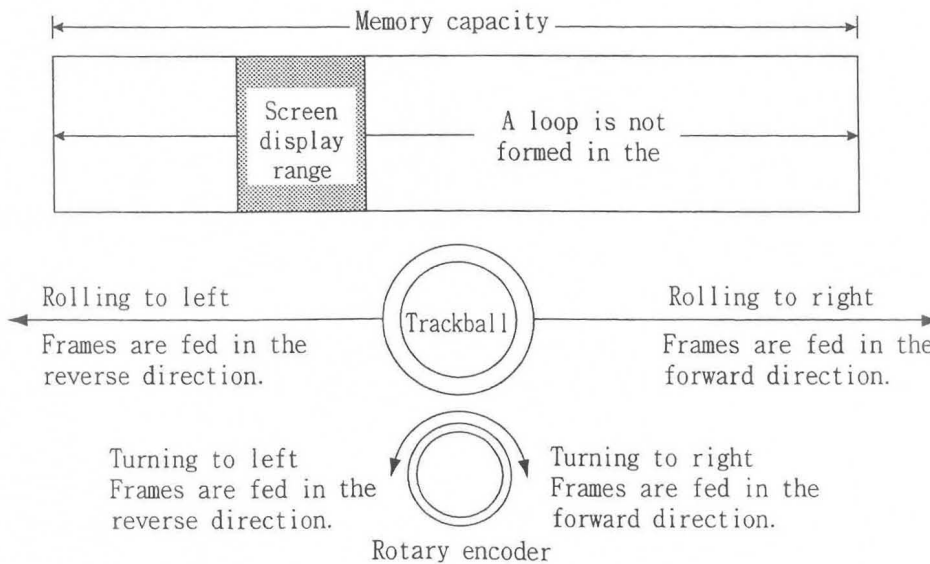 Memory capacity
Screen
display
range
A loop is not
formed in the
Rolling to left
Frames are fed in the
reverse direction.
Trackball
Rolling to right
Frames are fed in the
forward direction.
Turning to left
Frames are fed in the
reverse direction.
Turning to right
Frames are fed in the
forward direction.
Rotary encoder